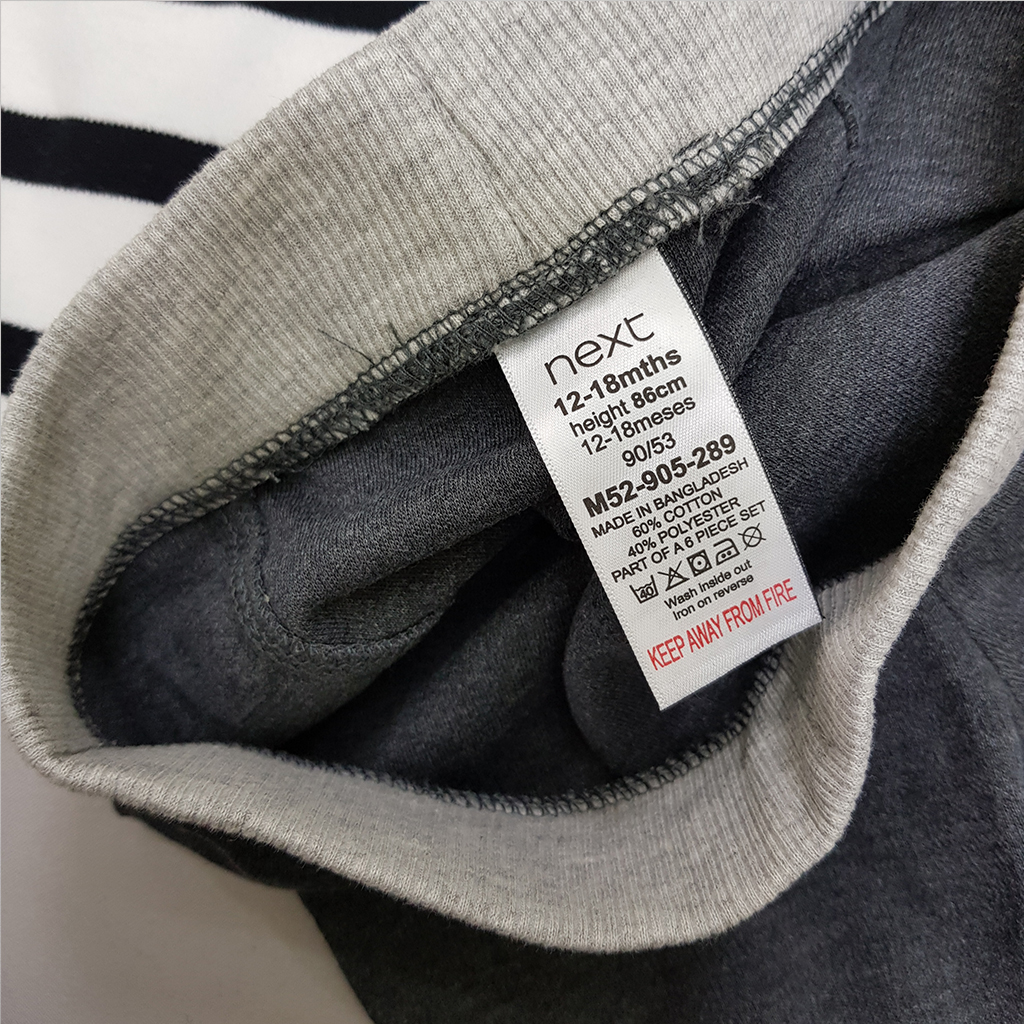 next
12-18mths
height 86cm
12-18meses
90/53
M52-905-289
MADE IN BANGLADESH
60% COTTON
40% POLYESTER
PART OF A 6 PIECE SET
40
Wash inside out
Iron on reverse
KEEP AWAY FROM FIRE